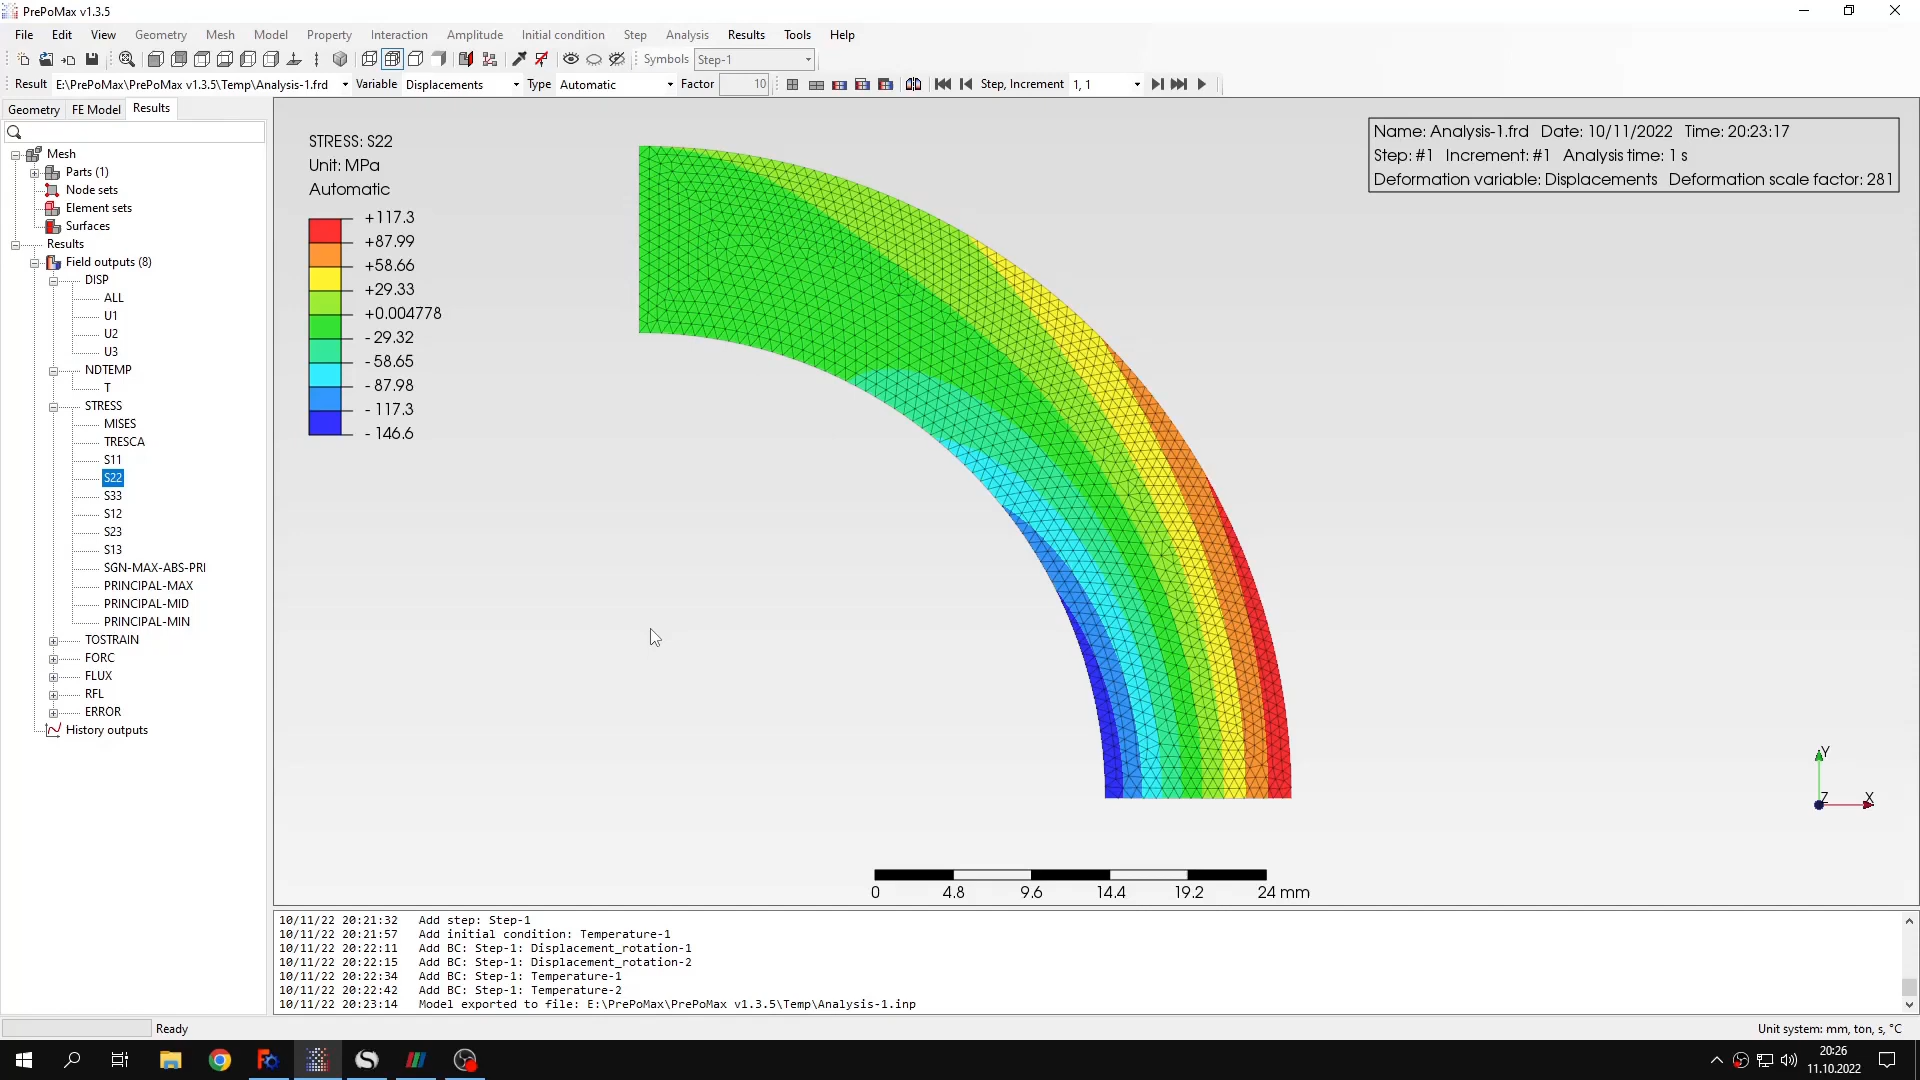 PrePoMax v1.3.5
File Edit View Geometry Mesh Model Property Interaction Amplitude Initial condition Step Analysis Results Tools Help
Symbols Step-1
Result E:\PrePoMax\PrePoMax v1.3.5\Temp\Analysis-1.frd Variable Displacements Type Automatic Factor 10 Step, Increment 1, 1
Geometry FE Model Results
Mesh
Parts (1)
Node sets
Element sets
Surfaces
Results
Field outputs (8)
DISP
ALL
U1
U2
U3
NDTEMP
T
STRESS
MISES
TRESCA
S11
S22
S33
S12
S23
S13
SGN-MAX-ABS-PRI
PRINCIPAL-MAX
PRINCIPAL-MID
PRINCIPAL-MIN
TOSTRAIN
FORC
FLUX
RFL
ERROR
History outputs
STRESS: S22
Unit: MPa
Automatic
+117.3
+87.99
+58.66
+29.33
+0.004778
-29.32
-58.65
-87.98
-117.3
-146.6
Name: Analysis-1.frd Date: 10/11/2022 Time: 20:23:17
Step: #1 Increment: #1 Analysis time: 1 s
Deformation variable: Displacements Deformation scale factor: 281
Y
Z X
0 4.8 9.6 14.4 19.2 24 mm
10/11/22 20:21:32 Add step: Step-1
10/11/22 20:21:57 Add initial condition: Temperature-1
10/11/22 20:22:11 Add BC: Step-1: Displacement_rotation-1
10/11/22 20:22:15 Add BC: Step-1: Displacement_rotation-2
10/11/22 20:22:34 Add BC: Step-1: Temperature-1
10/11/22 20:22:42 Add BC: Step-1: Temperature-2
10/11/22 20:23:14 Model exported to file: E:\PrePoMax\PrePoMax v1.3.5\Temp\Analysis-1.inp
Ready
Unit system: mm, ton, s, °C
20:26
11.10.2022